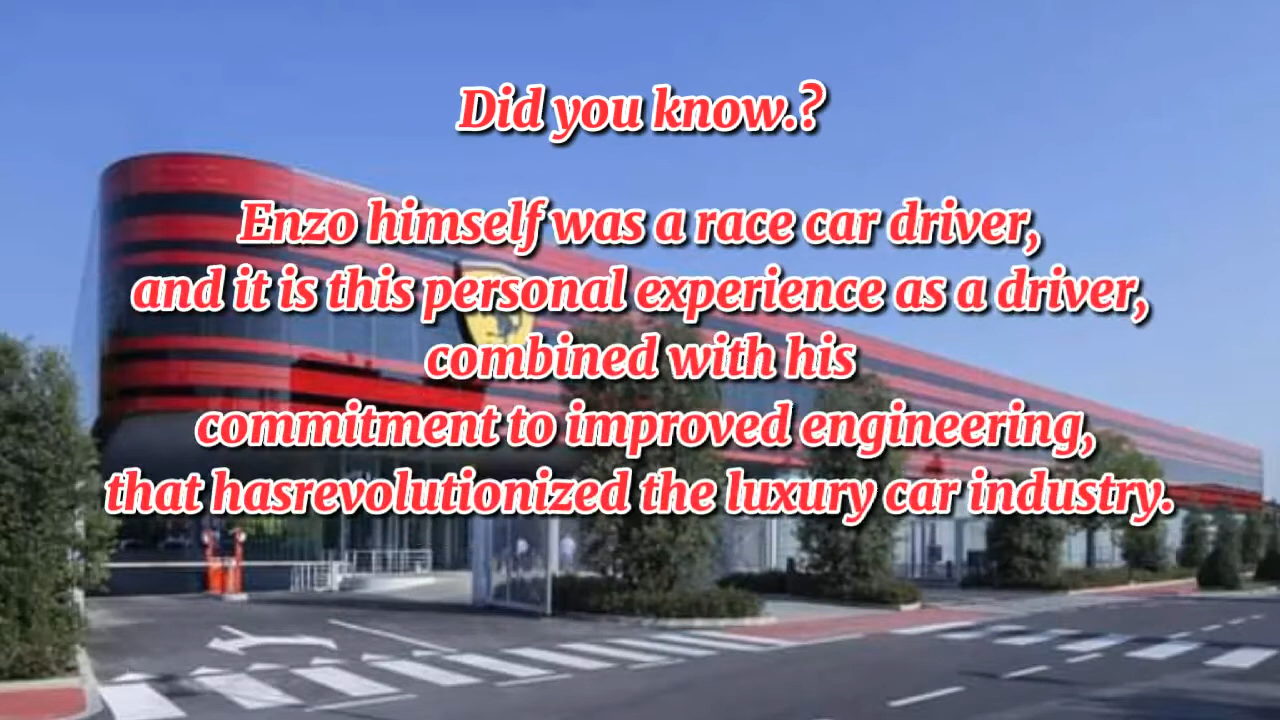 Did you know.?
Enzo himself was a race car driver,
and it is this personal experience as a driver,
combined with his
commitment to improved engineering,
that hasrevolutionized the luxury car industry.